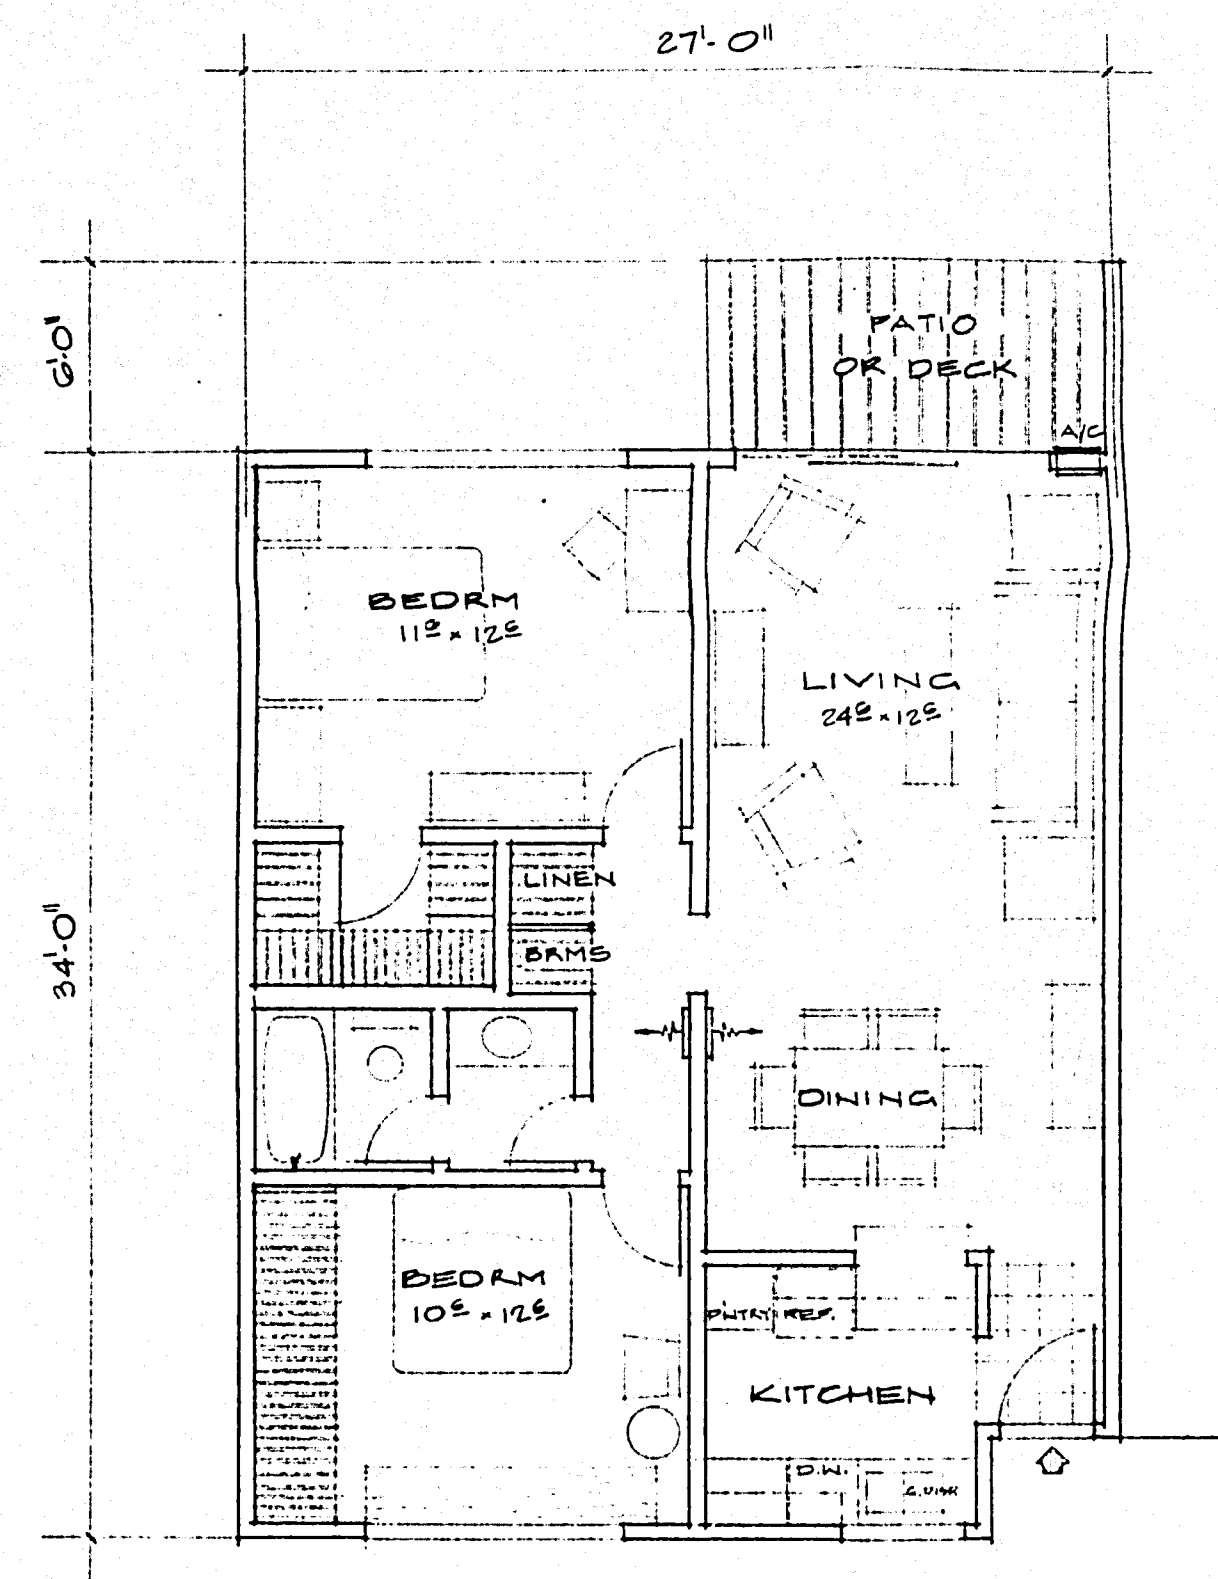 27'-0"
6'-0"
PATIO
OR DECK
A/C
BEDRM
11⁰ x 12⁶
LIVING
24⁶ x 12⁶
LINEN
BRMS
34'-0"
DINING
BEDRM
10⁶ x 12⁶
PNTRY REF.
KITCHEN
D.W.